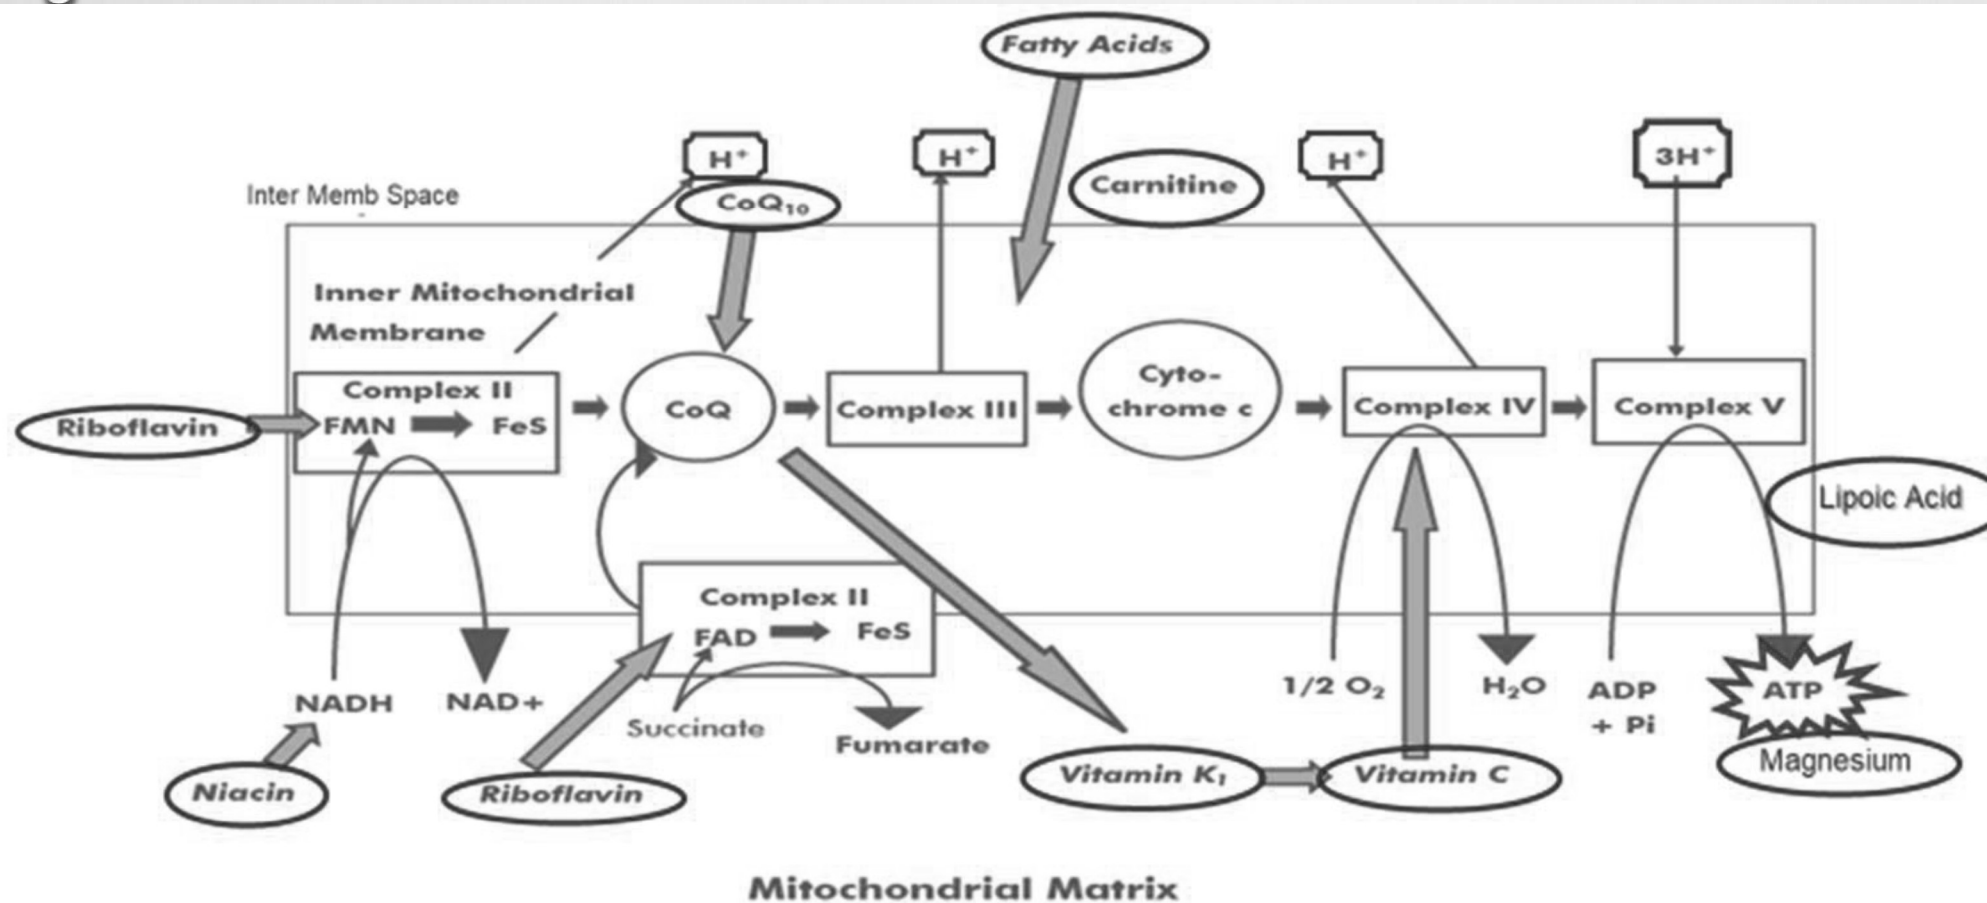 Fatty Acids
H⁺
H⁺
H⁺
3H⁺
Inter Memb Space
CoQ₁₀
Carnitine
Inner Mitochondrial
Membrane
Complex II
FMN
FeS
Riboflavin
CoQ
Complex III
Cyto-
chrome c
Complex IV
Complex V
Lipoic Acid
Complex II
FAD
FeS
NADH
NAD+
Succinate
Fumarate
1/2 O₂
H₂O
ADP
+ Pi
ATP
Magnesium
Niacin
Riboflavin
Vitamin K₁
Vitamin C
Mitochondrial Matrix